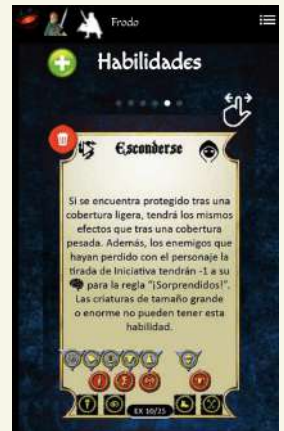 Frodo
Habilidades
Esconderse
Si se encuentra protegido tras una
cobertura ligera, tendrá los mismos
efectos que tras una cobertura
pesada. Además, los enemigos que
hayan perdido con el personaje la
tirada de Iniciativa tendrán -1 a su
para la regla "¡Sorprendidos!".
Las criaturas de tamaño grande
o enorme no pueden tener esta
habilidad.
EX 10/25